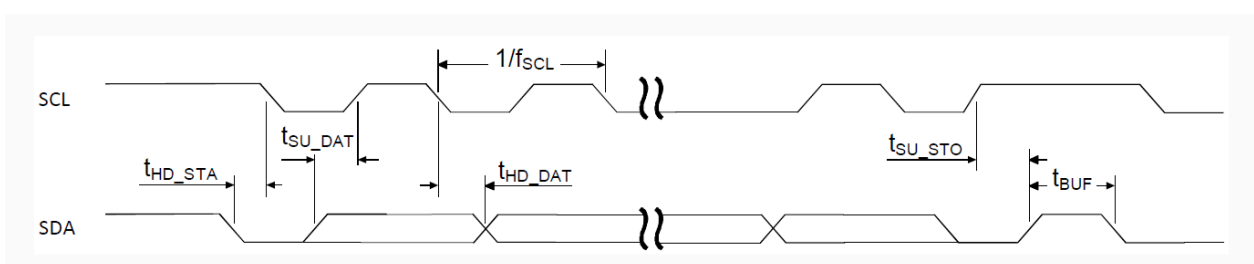 1/fSCL
SCL
tSU_DAT
tSU_STO
tHD_STA
tHD_DAT
tBUF
SDA